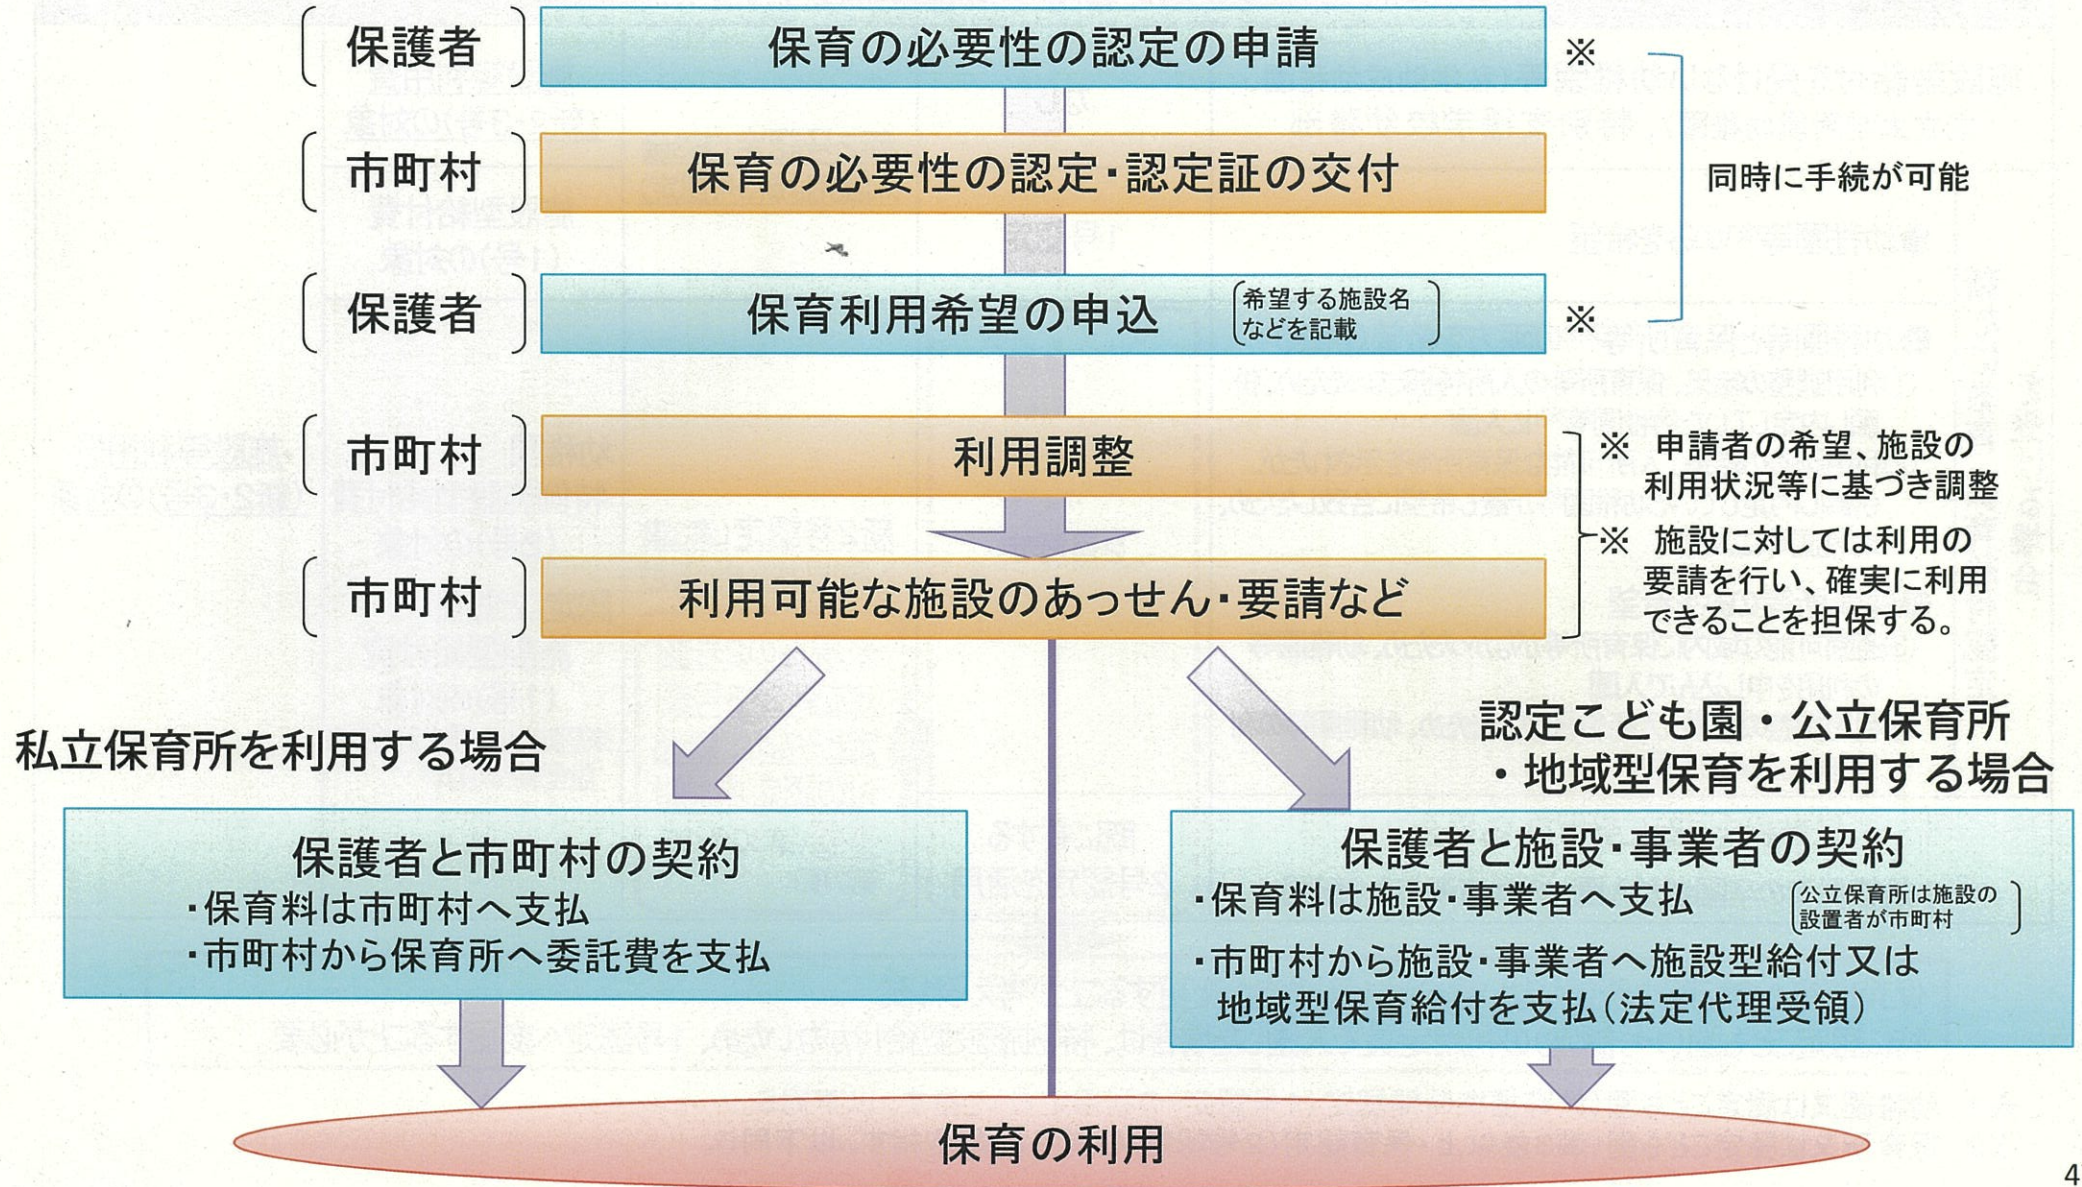 保護者 保育の必要性の認定の申請 ※
市町村 保育の必要性の認定・認定証の交付
同時に手続が可能
保護者 保育利用希望の申込 希望する施設名
などを記載 ※
市町村 利用調整
※ 申請者の希望、施設の
利用状況等に基づき調整
※ 施設に対しては利用の
要請を行い、確実に利用
できることを担保する。
市町村 利用可能な施設のあっせん・要請など
私立保育所を利用する場合
保護者と市町村の契約
・保育料は市町村へ支払
・市町村から保育所へ委託費を支払
認定こども園・公立保育所
・地域型保育を利用する場合
保護者と施設・事業者の契約
・保育料は施設・事業者へ支払 公立保育所は施設の
設置者が市町村
・市町村から施設・事業者へ施設型給付又は
地域型保育給付を支払(法定代理受領)
保育の利用
4